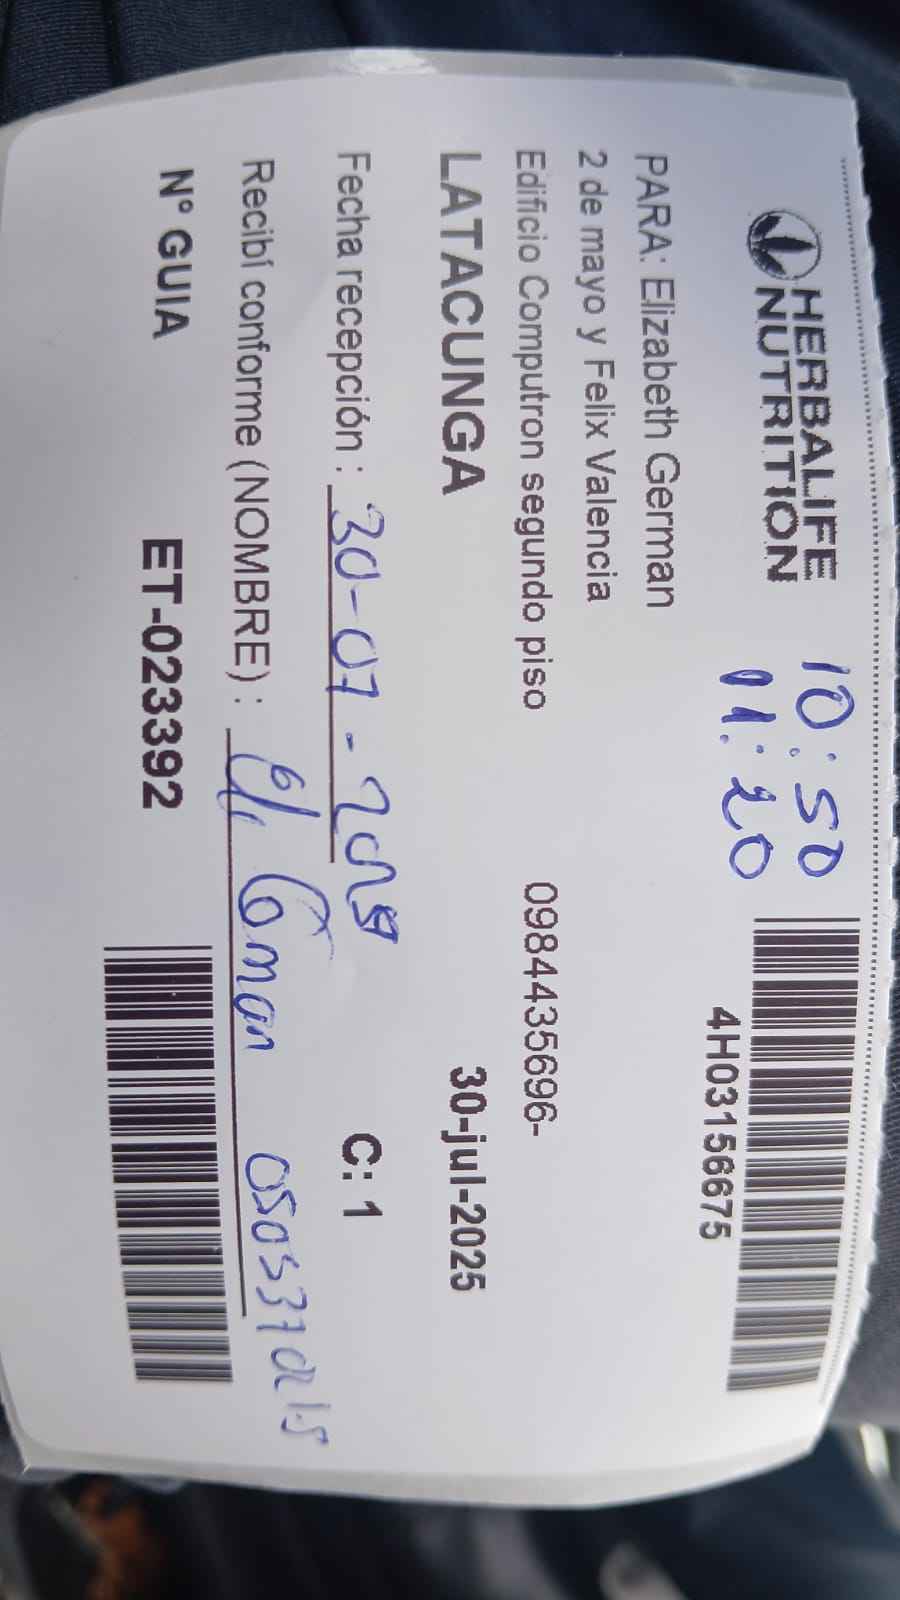 HERBALIFE
NUTRITION
10:50
11:20
4H03156675
PARA: Elizabeth German
2 de mayo y Felix Valencia
Edificio Computron segundo piso 0984435696-
LATACUNGA 30-jul-2025
Fecha recepción : 30-07-2025 C: 1
Recibí conforme (NOMBRE) :
N° GUIA ET-023392